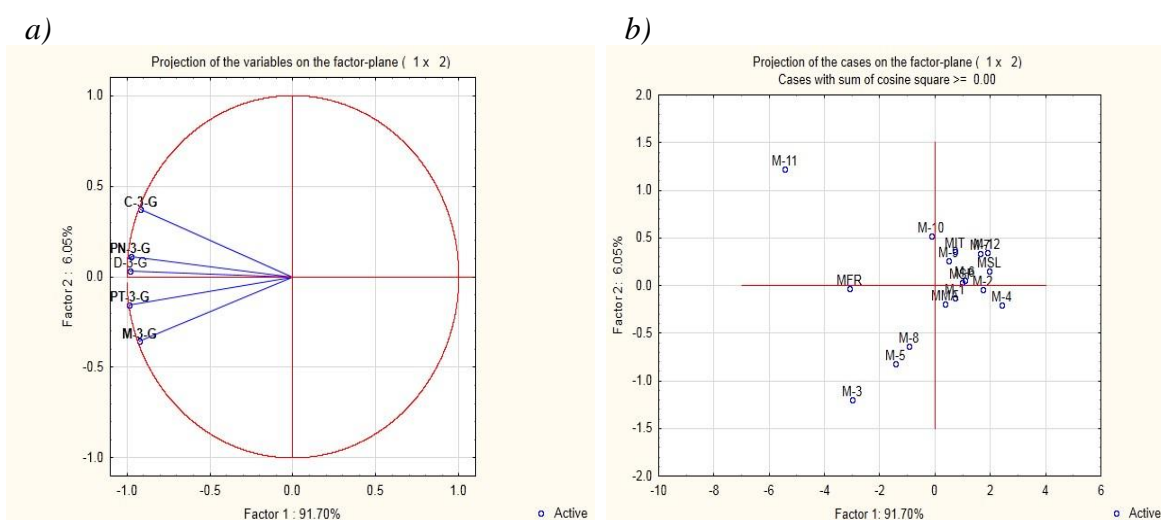 a)
Projection of the variables on the factor-plane ( 1 x 2)
1.0
0.5
0.0
-0.5
-1.0
Factor 2 : 6.05%
C-3-G
PN-3-G
D-3-G
PT-3-G
M-3-G
-1.0 -0.5 0.0 0.5 1.0
Factor 1 : 91.70%
Active
b)
Projection of the cases on the factor-plane ( 1 x 2)
Cases with sum of cosine square >= 0.00
2.0
1.5
1.0
0.5
0.0
-0.5
-1.0
-1.5
-2.0
Factor 2: 6.05%
M-11
M-10
MIT
M-12
M-9
MSL
MFR
M-2
M-1
MMA
M-4
M-8
M-5
M-3
-10 -8 -6 -4 -2 0 2 4 6
Factor 1: 91.70%
Active